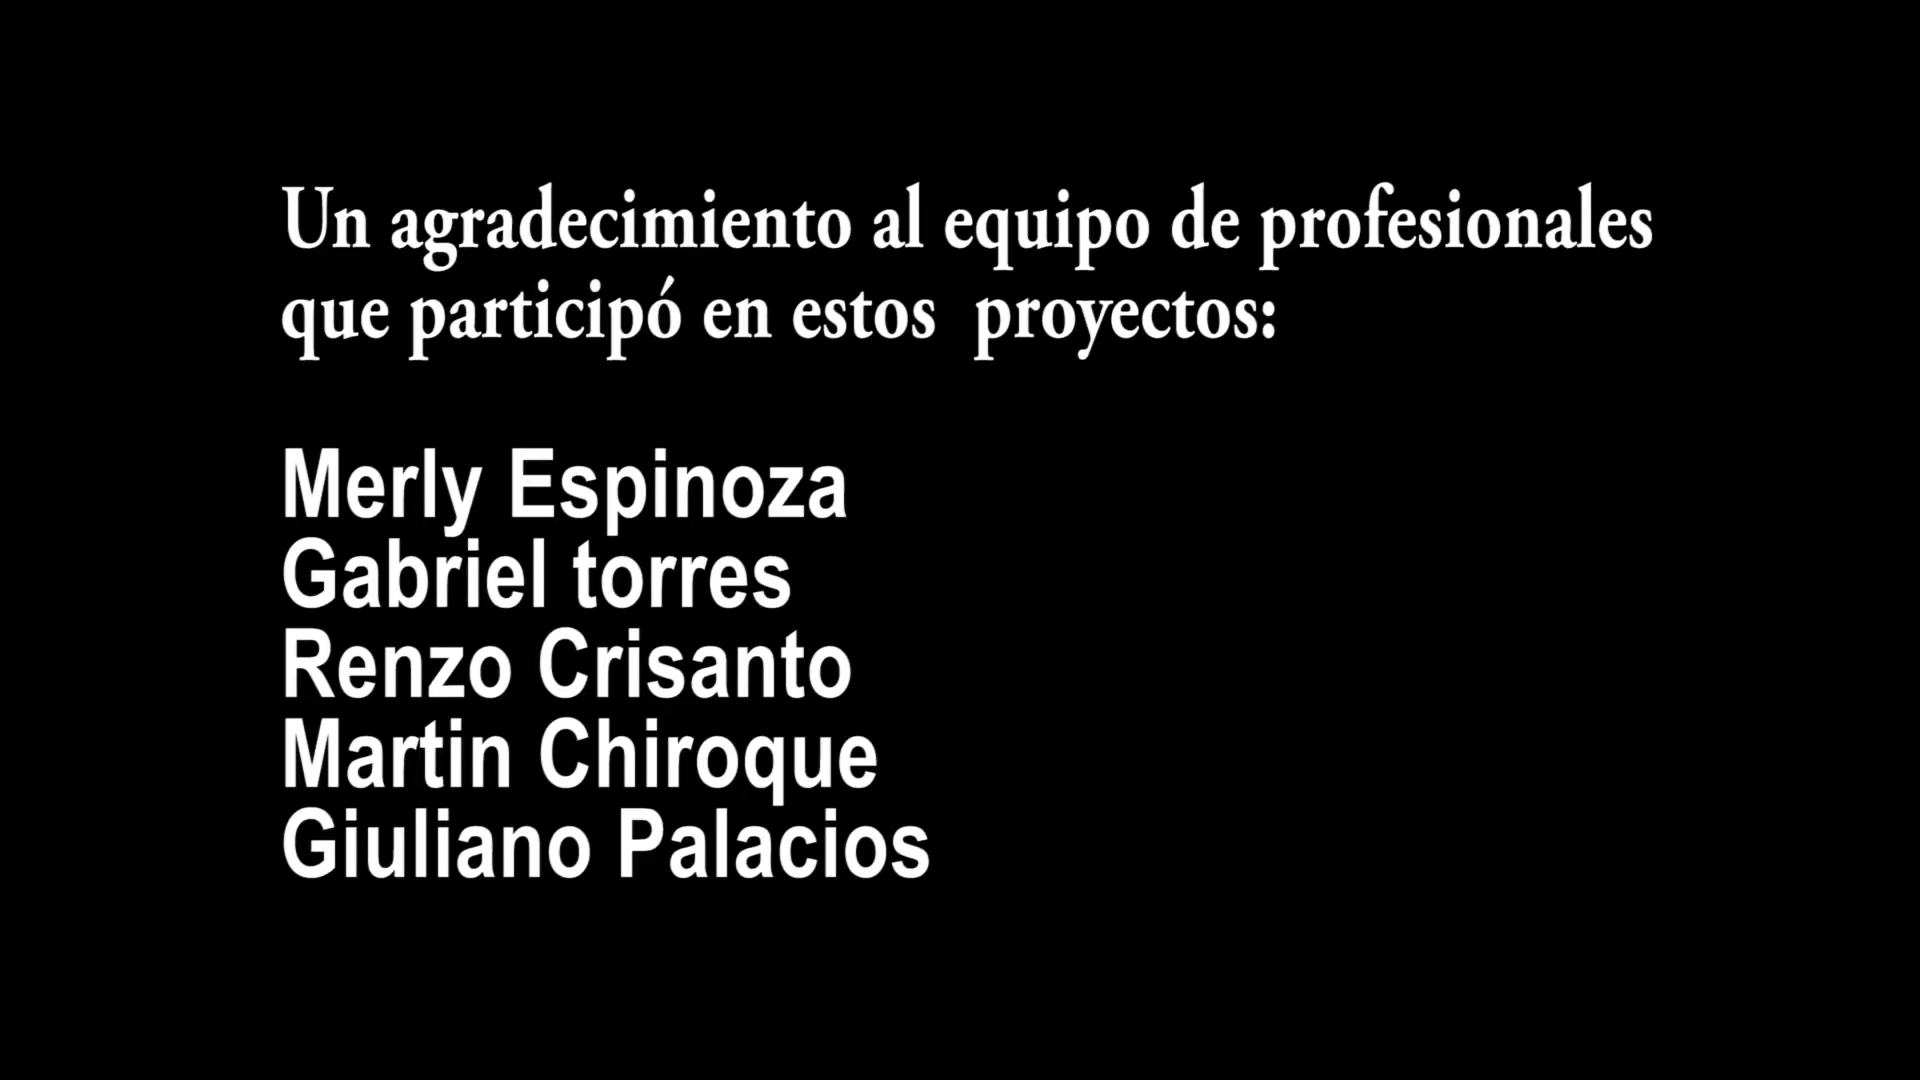 Un agradecimiento al equipo de profesionales
que participó en estos  proyectos:
Merly Espinoza
Gabriel torres
Renzo Crisanto
Martin Chiroque
Giuliano Palacios